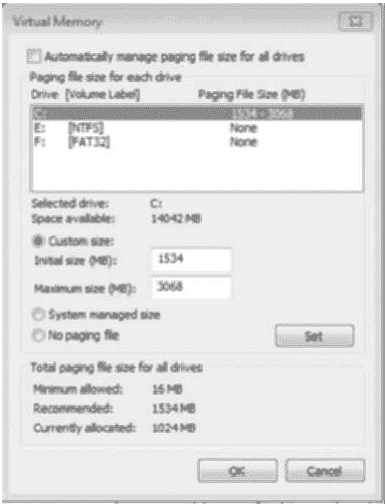 Virtual Memory
Automatically manage paging file size for all drives
Paging file size for each drive
Drive [Volume Label] Paging File Size (MB)
C: 1534 - 3068
E: [NTFS] None
F: [FAT32] None
Selected drive: C:
Space available: 14042 MB
Custom size:
Initial size (MB): 1534
Maximum size (MB): 3068
System managed size
No paging file
Set
Total paging file size for all drives
Minimum allowed: 16 MB
Recommended: 1534 MB
Currently allocated: 1024 MB
OK Cancel